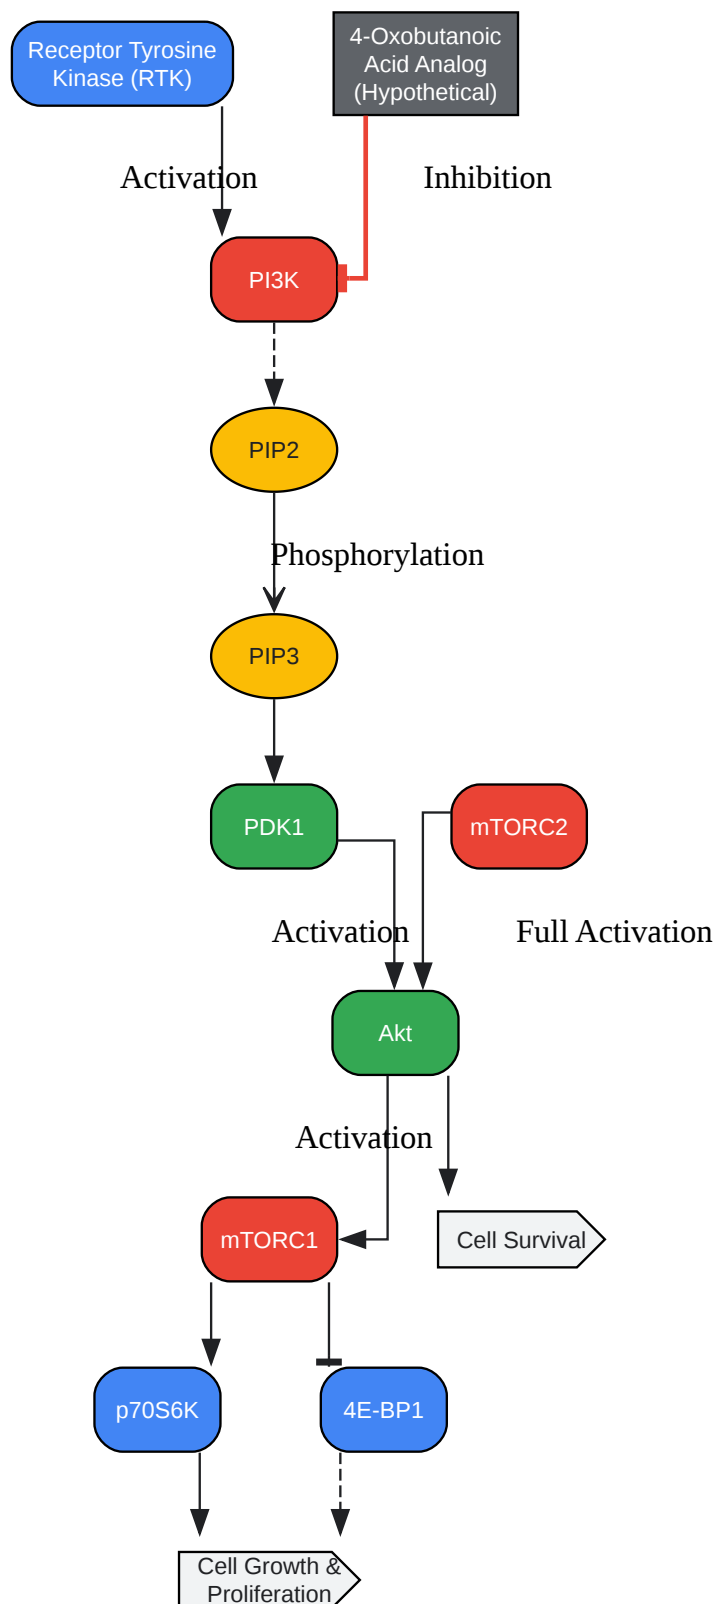 Receptor Tyrosine
Kinase (RTK)
4-Oxobutanoic
Acid Analog
(Hypothetical)
Activation
Inhibition
PI3K
PIP2
Phosphorylation
PIP3
PDK1
mTORC2
Activation
Full Activation
Akt
Activation
mTORC1
Cell Survival
p70S6K
4E-BP1
Cell Growth &
Proliferation